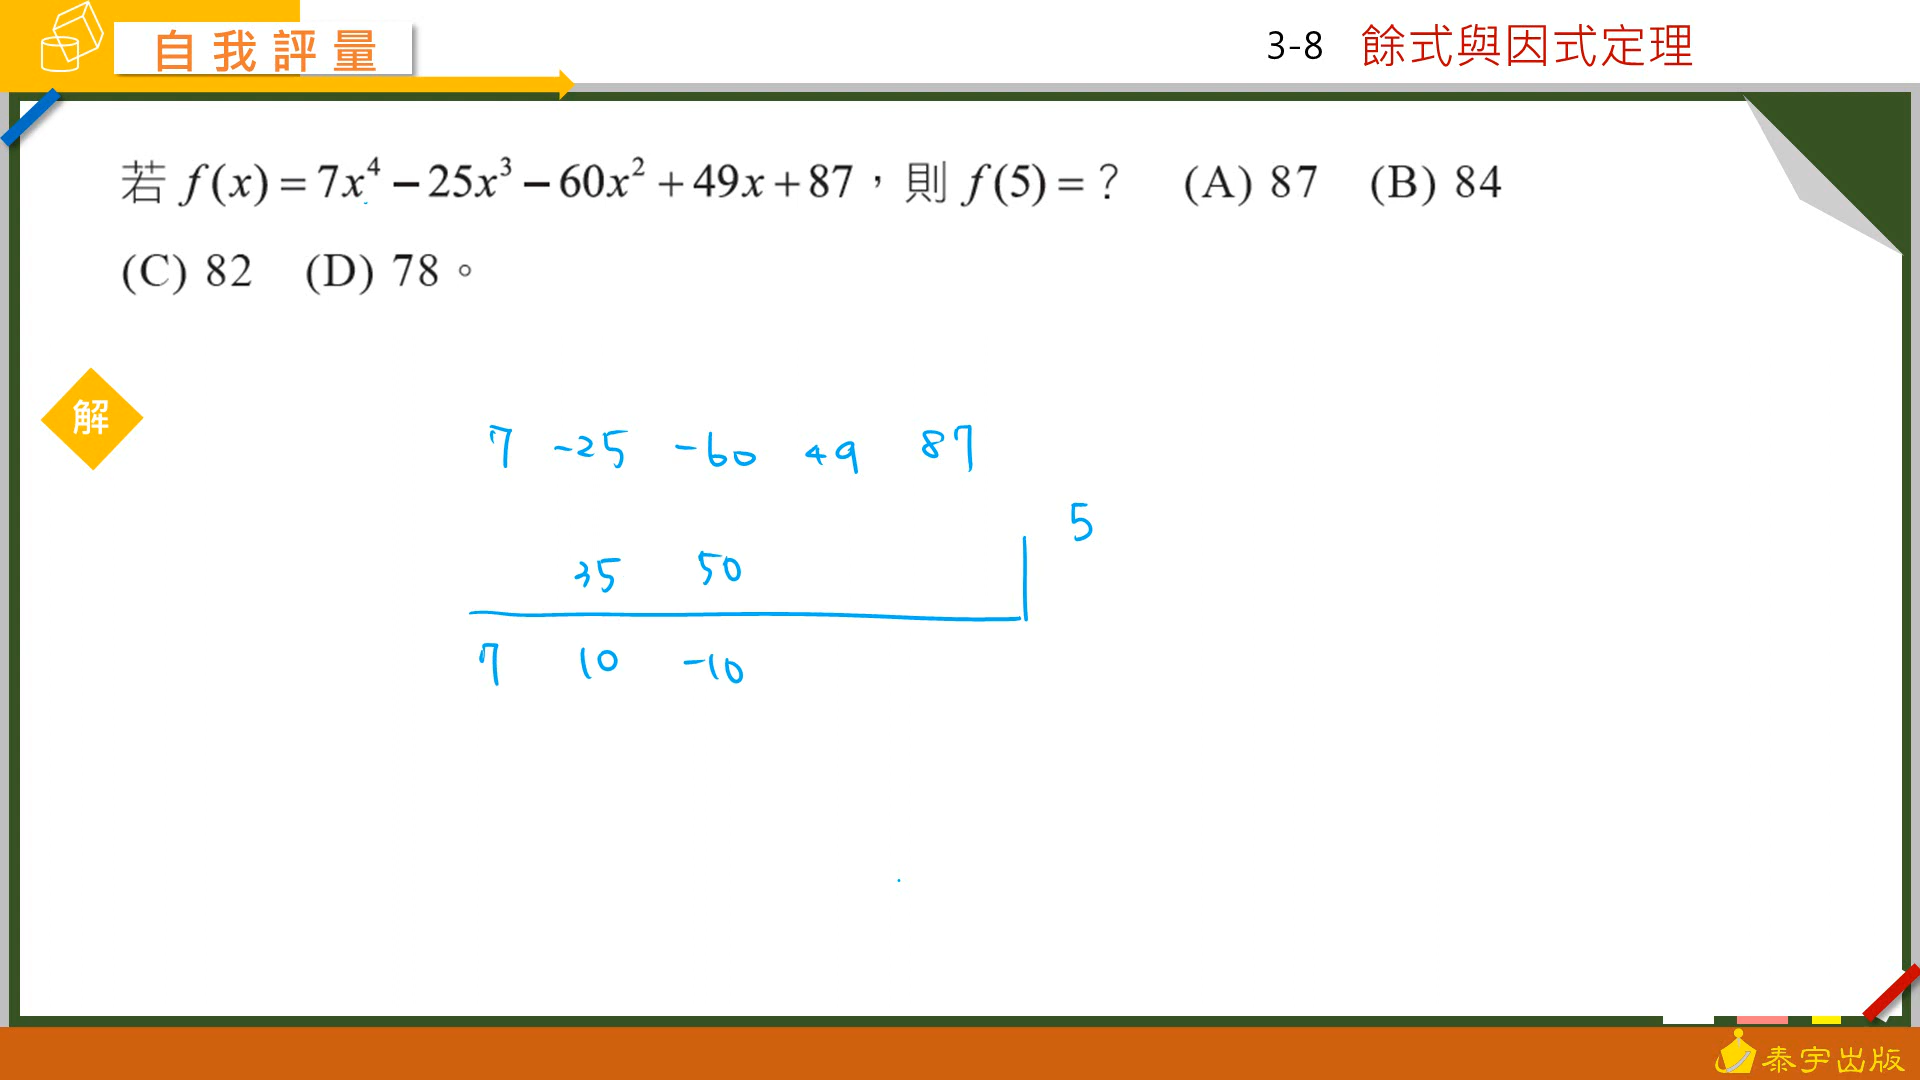 自我評量
3-8 餘式與因式定理
若 f(x) = 7x⁴ − 25x³ − 60x² + 49x + 87,則 f(5) = ? (A) 87 (B) 84
(C) 82 (D) 78。
解
7 -25 -60 49 87
5
35 50
7 10 -10
泰宇出版